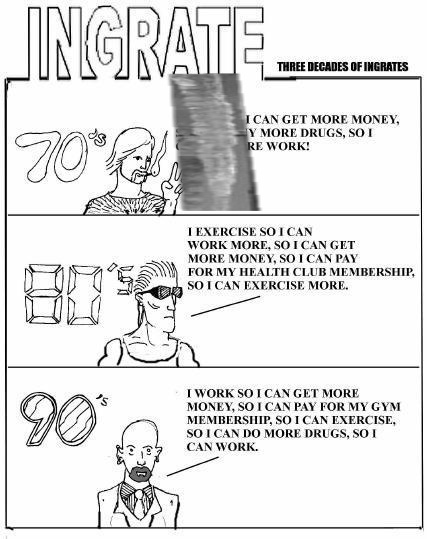 INGRATE
THREE DECADES OF INGRATES
70's
I CAN GET MORE MONEY,
MORE DRUGS, SO I
WORK!
80's
I EXERCISE SO I CAN
WORK MORE, SO I CAN GET
MORE MONEY, SO I CAN PAY
FOR MY HEALTH CLUB MEMBERSHIP,
SO I CAN EXERCISE MORE.
90's
I WORK SO I CAN GET MORE
MONEY, SO I CAN PAY FOR MY GYM
MEMBERSHIP, SO I CAN EXERCISE,
SO I CAN DO MORE DRUGS, SO I
CAN WORK.